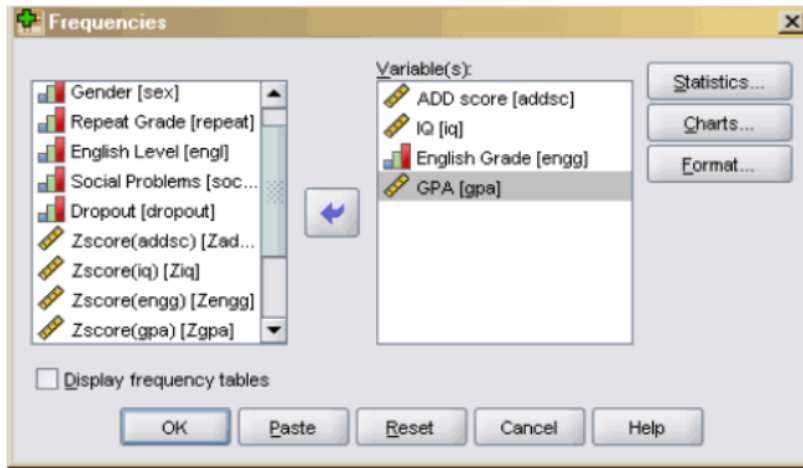 Frequencies
Gender [sex]
Repeat Grade [repeat]
English Level [engl]
Social Problems [soc...
Dropout [dropout]
Zscore(addsc) [Zad...
Zscore(iq) [Ziq]
Zscore(engg) [Zengg]
Zscore(gpa) [Zgpa]
Variable(s):
ADD score [addsc]
IQ [iq]
English Grade [engg]
GPA [gpa]
Statistics...
Charts...
Format...
Display frequency tables
OK Paste Reset Cancel Help